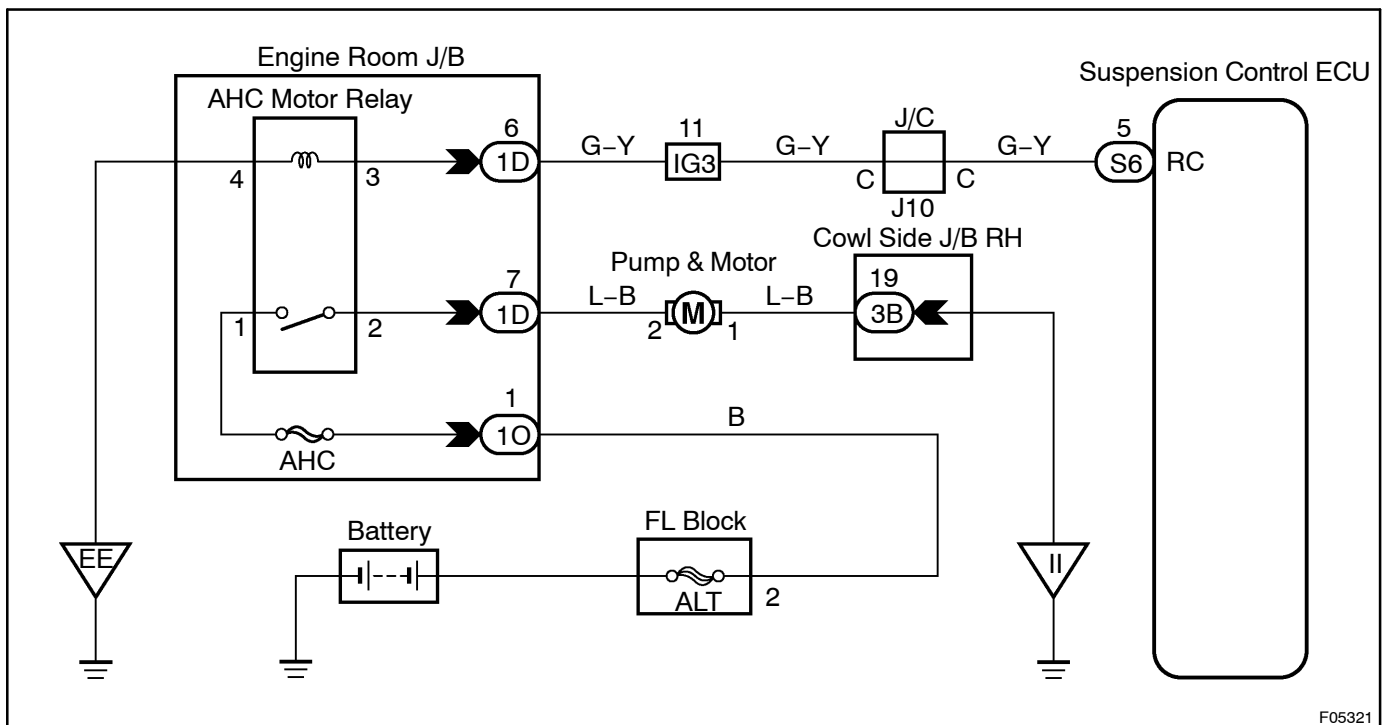 Engine Room J/B
Suspension Control ECU
AHC Motor Relay
6
11
J/C
5
1D
G–Y
IG3
G–Y
G–Y
S6
RC
4
3
C
C
J10
Cowl Side J/B RH
Pump & Motor
7
19
1D
L–B
M
L–B
3B
1
2
2
1
1
1O
B
AHC
Battery
FL Block
EE
II
ALT
2
F05321